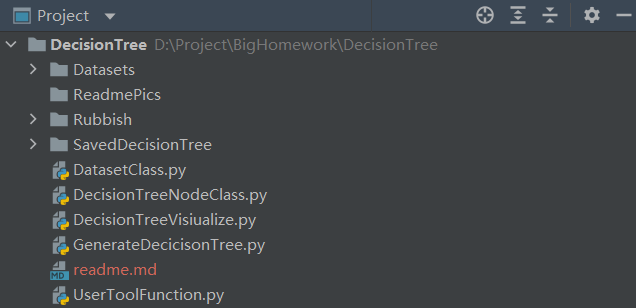 Project
DecisionTree D:\Project\BigHomework\DecisionTree
Datasets
ReadmePics
Rubbish
SavedDecisionTree
DatasetClass.py
DecisionTreeNodeClass.py
DecisionTreeVisiualize.py
GenerateDecicisonTree.py
MD readme.md
UserToolFunction.py